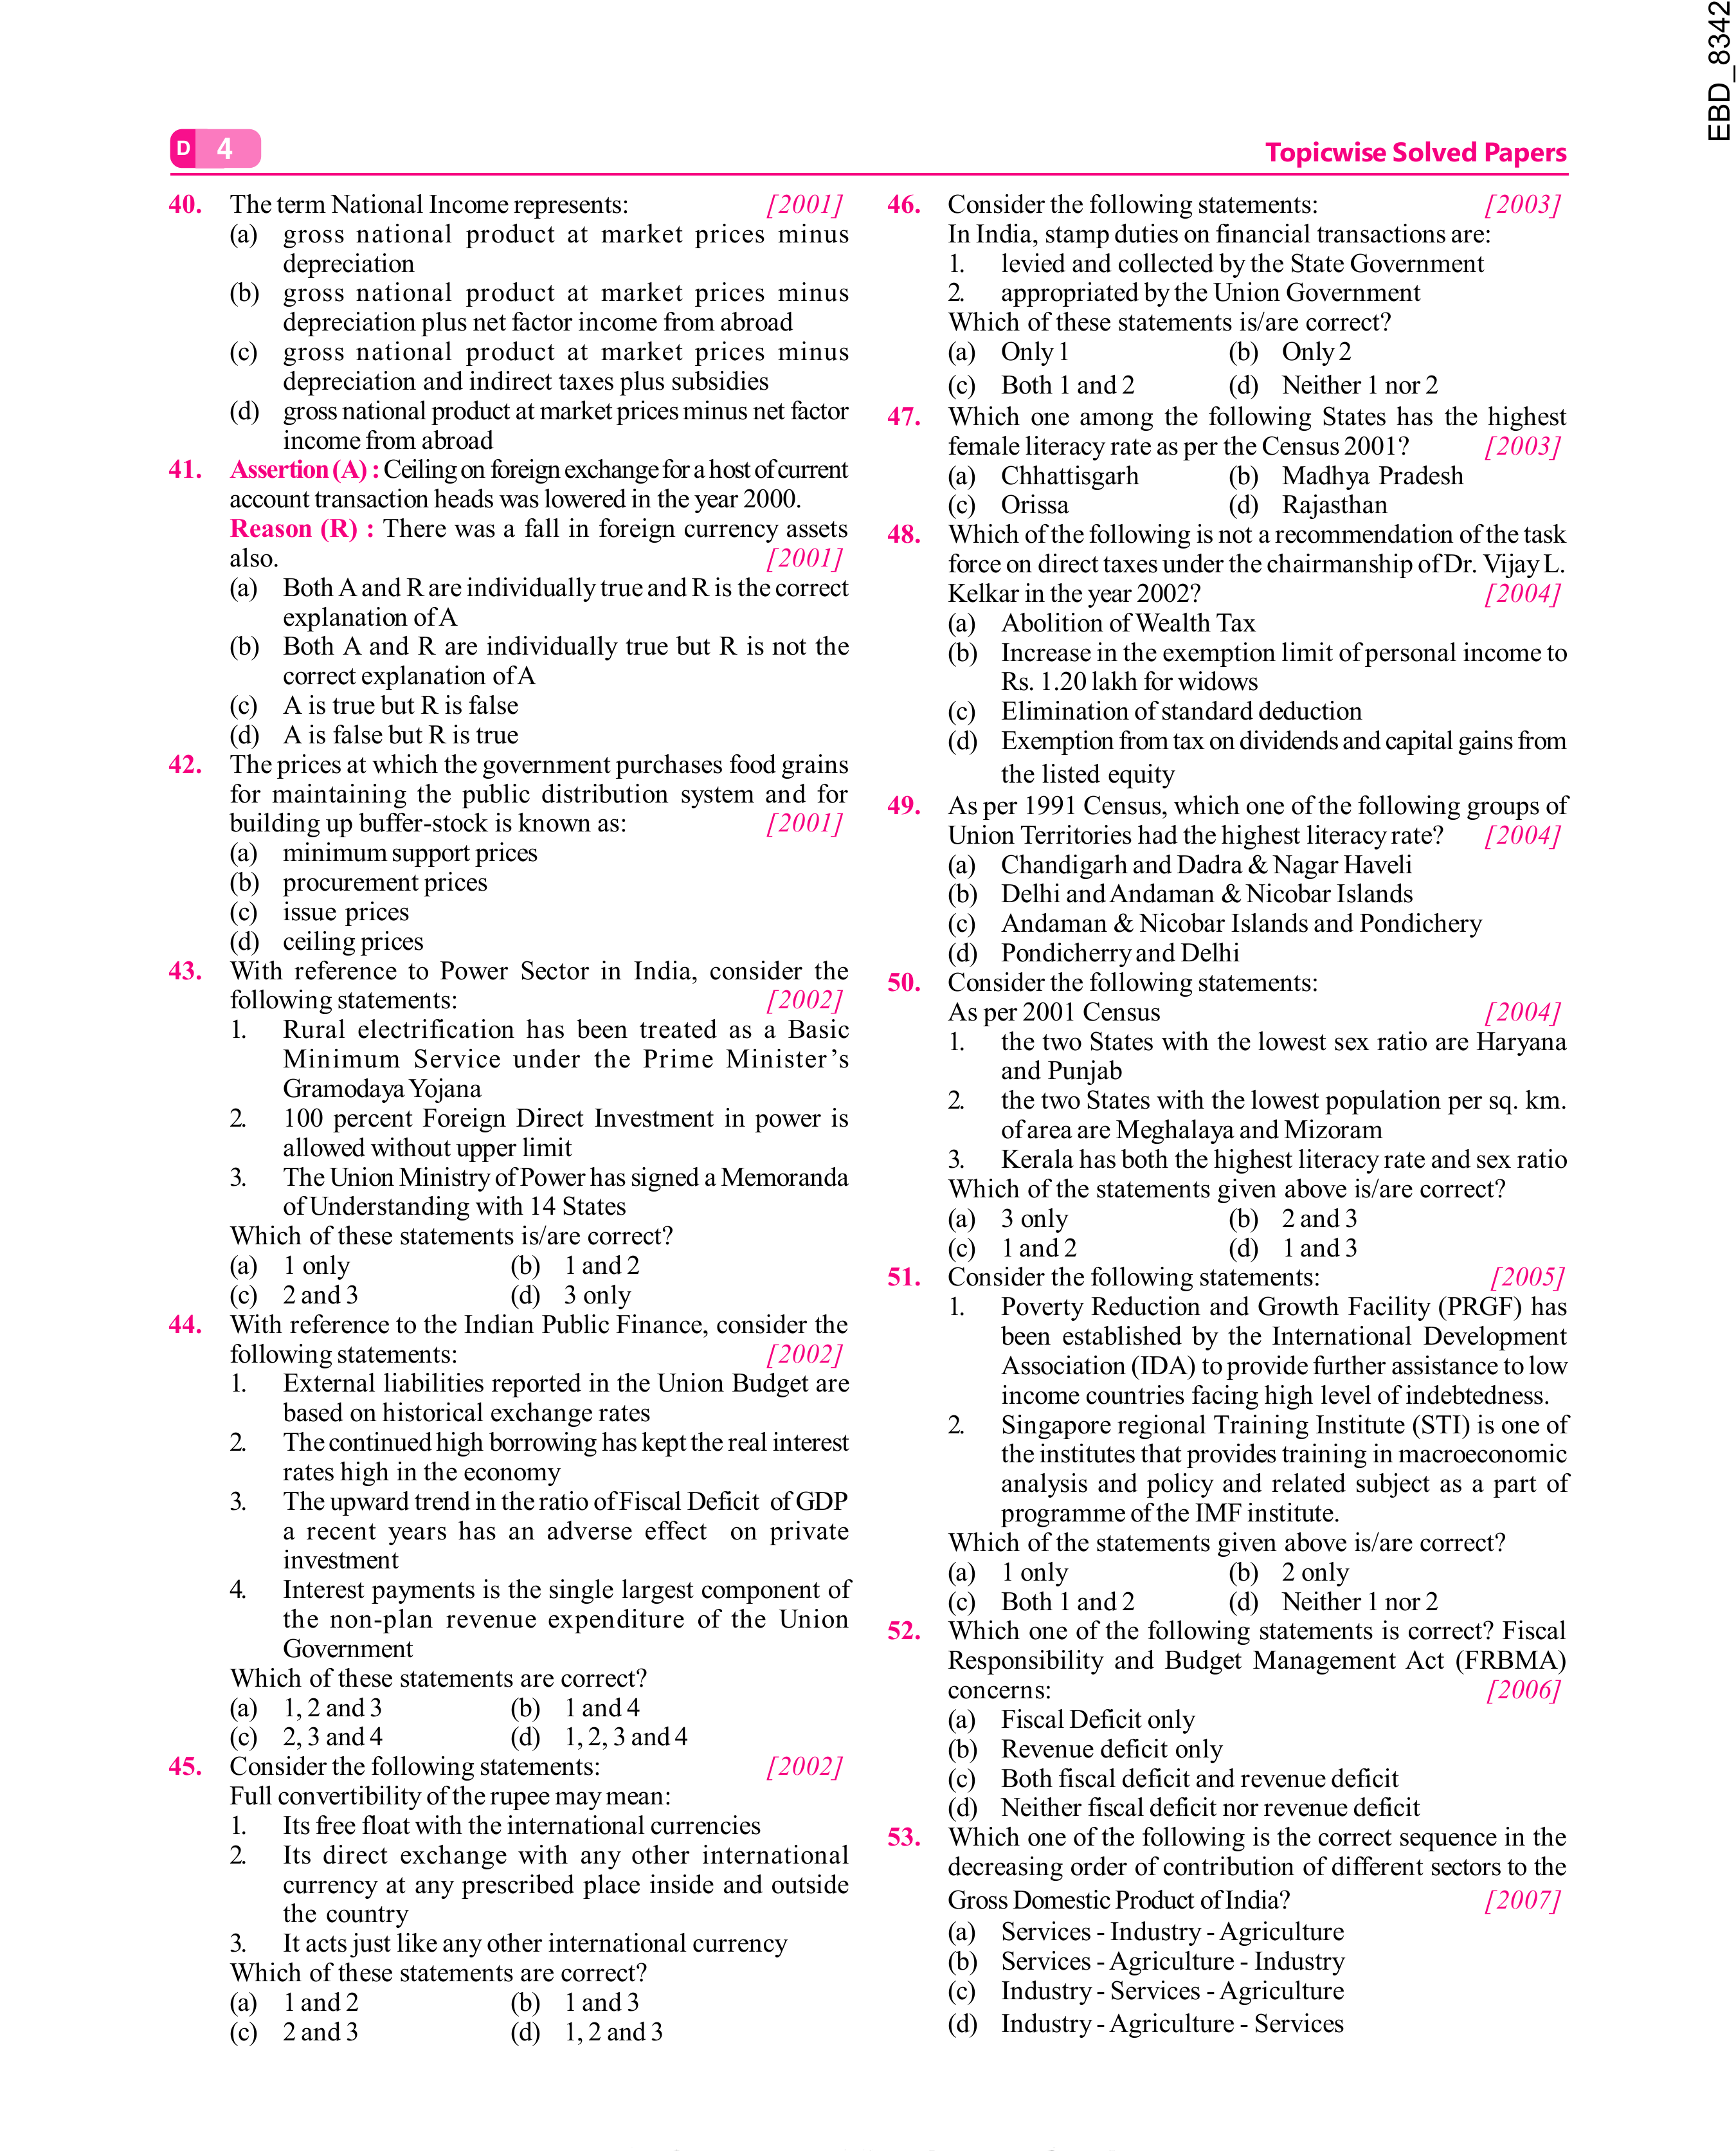 EBD_8342
D 4
Topicwise Solved Papers
40. The term National Income represents: [2001]
(a) gross national product at market prices minus
depreciation
(b) gross national product at market prices minus
depreciation plus net factor income from abroad
(c) gross national product at market prices minus
depreciation and indirect taxes plus subsidies
(d) gross national product at market prices minus net factor
income from abroad
41. Assertion (A) : Ceiling on foreign exchange for a host of current
account transaction heads was lowered in the year 2000.
Reason (R) : There was a fall in foreign currency assets
also. [2001]
(a) Both A and R are individually true and R is the correct
explanation of A
(b) Both A and R are individually true but R is not the
correct explanation of A
(c) A is true but R is false
(d) A is false but R is true
42. The prices at which the government purchases food grains
for maintaining the public distribution system and for
building up buffer-stock is known as: [2001]
(a) minimum support prices
(b) procurement prices
(c) issue prices
(d) ceiling prices
43. With reference to Power Sector in India, consider the
following statements: [2002]
1. Rural electrification has been treated as a Basic
Minimum Service under the Prime Minister's
Gramodaya Yojana
2. 100 percent Foreign Direct Investment in power is
allowed without upper limit
3. The Union Ministry of Power has signed a Memoranda
of Understanding with 14 States
Which of these statements is/are correct?
(a) 1 only (b) 1 and 2
(c) 2 and 3 (d) 3 only
44. With reference to the Indian Public Finance, consider the
following statements: [2002]
1. External liabilities reported in the Union Budget are
based on historical exchange rates
2. The continued high borrowing has kept the real interest
rates high in the economy
3. The upward trend in the ratio of Fiscal Deficit of GDP
a recent years has an adverse effect on private
investment
4. Interest payments is the single largest component of
the non-plan revenue expenditure of the Union
Government
Which of these statements are correct?
(a) 1, 2 and 3 (b) 1 and 4
(c) 2, 3 and 4 (d) 1, 2, 3 and 4
45. Consider the following statements: [2002]
Full convertibility of the rupee may mean:
1. Its free float with the international currencies
2. Its direct exchange with any other international
currency at any prescribed place inside and outside
the country
3. It acts just like any other international currency
Which of these statements are correct?
(a) 1 and 2 (b) 1 and 3
(c) 2 and 3 (d) 1, 2 and 3
46. Consider the following statements: [2003]
In India, stamp duties on financial transactions are:
1. levied and collected by the State Government
2. appropriated by the Union Government
Which of these statements is/are correct?
(a) Only 1 (b) Only 2
(c) Both 1 and 2 (d) Neither 1 nor 2
47. Which one among the following States has the highest
female literacy rate as per the Census 2001? [2003]
(a) Chhattisgarh (b) Madhya Pradesh
(c) Orissa (d) Rajasthan
48. Which of the following is not a recommendation of the task
force on direct taxes under the chairmanship of Dr. Vijay L.
Kelkar in the year 2002? [2004]
(a) Abolition of Wealth Tax
(b) Increase in the exemption limit of personal income to
Rs. 1.20 lakh for widows
(c) Elimination of standard deduction
(d) Exemption from tax on dividends and capital gains from
the listed equity
49. As per 1991 Census, which one of the following groups of
Union Territories had the highest literacy rate? [2004]
(a) Chandigarh and Dadra & Nagar Haveli
(b) Delhi and Andaman & Nicobar Islands
(c) Andaman & Nicobar Islands and Pondichery
(d) Pondicherry and Delhi
50. Consider the following statements:
As per 2001 Census [2004]
1. the two States with the lowest sex ratio are Haryana
and Punjab
2. the two States with the lowest population per sq. km.
of area are Meghalaya and Mizoram
3. Kerala has both the highest literacy rate and sex ratio
Which of the statements given above is/are correct?
(a) 3 only (b) 2 and 3
(c) 1 and 2 (d) 1 and 3
51. Consider the following statements: [2005]
1. Poverty Reduction and Growth Facility (PRGF) has
been established by the International Development
Association (IDA) to provide further assistance to low
income countries facing high level of indebtedness.
2. Singapore regional Training Institute (STI) is one of
the institutes that provides training in macroeconomic
analysis and policy and related subject as a part of
programme of the IMF institute.
Which of the statements given above is/are correct?
(a) 1 only (b) 2 only
(c) Both 1 and 2 (d) Neither 1 nor 2
52. Which one of the following statements is correct? Fiscal
Responsibility and Budget Management Act (FRBMA)
concerns: [2006]
(a) Fiscal Deficit only
(b) Revenue deficit only
(c) Both fiscal deficit and revenue deficit
(d) Neither fiscal deficit nor revenue deficit
53. Which one of the following is the correct sequence in the
decreasing order of contribution of different sectors to the
Gross Domestic Product of India? [2007]
(a) Services - Industry - Agriculture
(b) Services - Agriculture - Industry
(c) Industry - Services - Agriculture
(d) Industry - Agriculture - Services